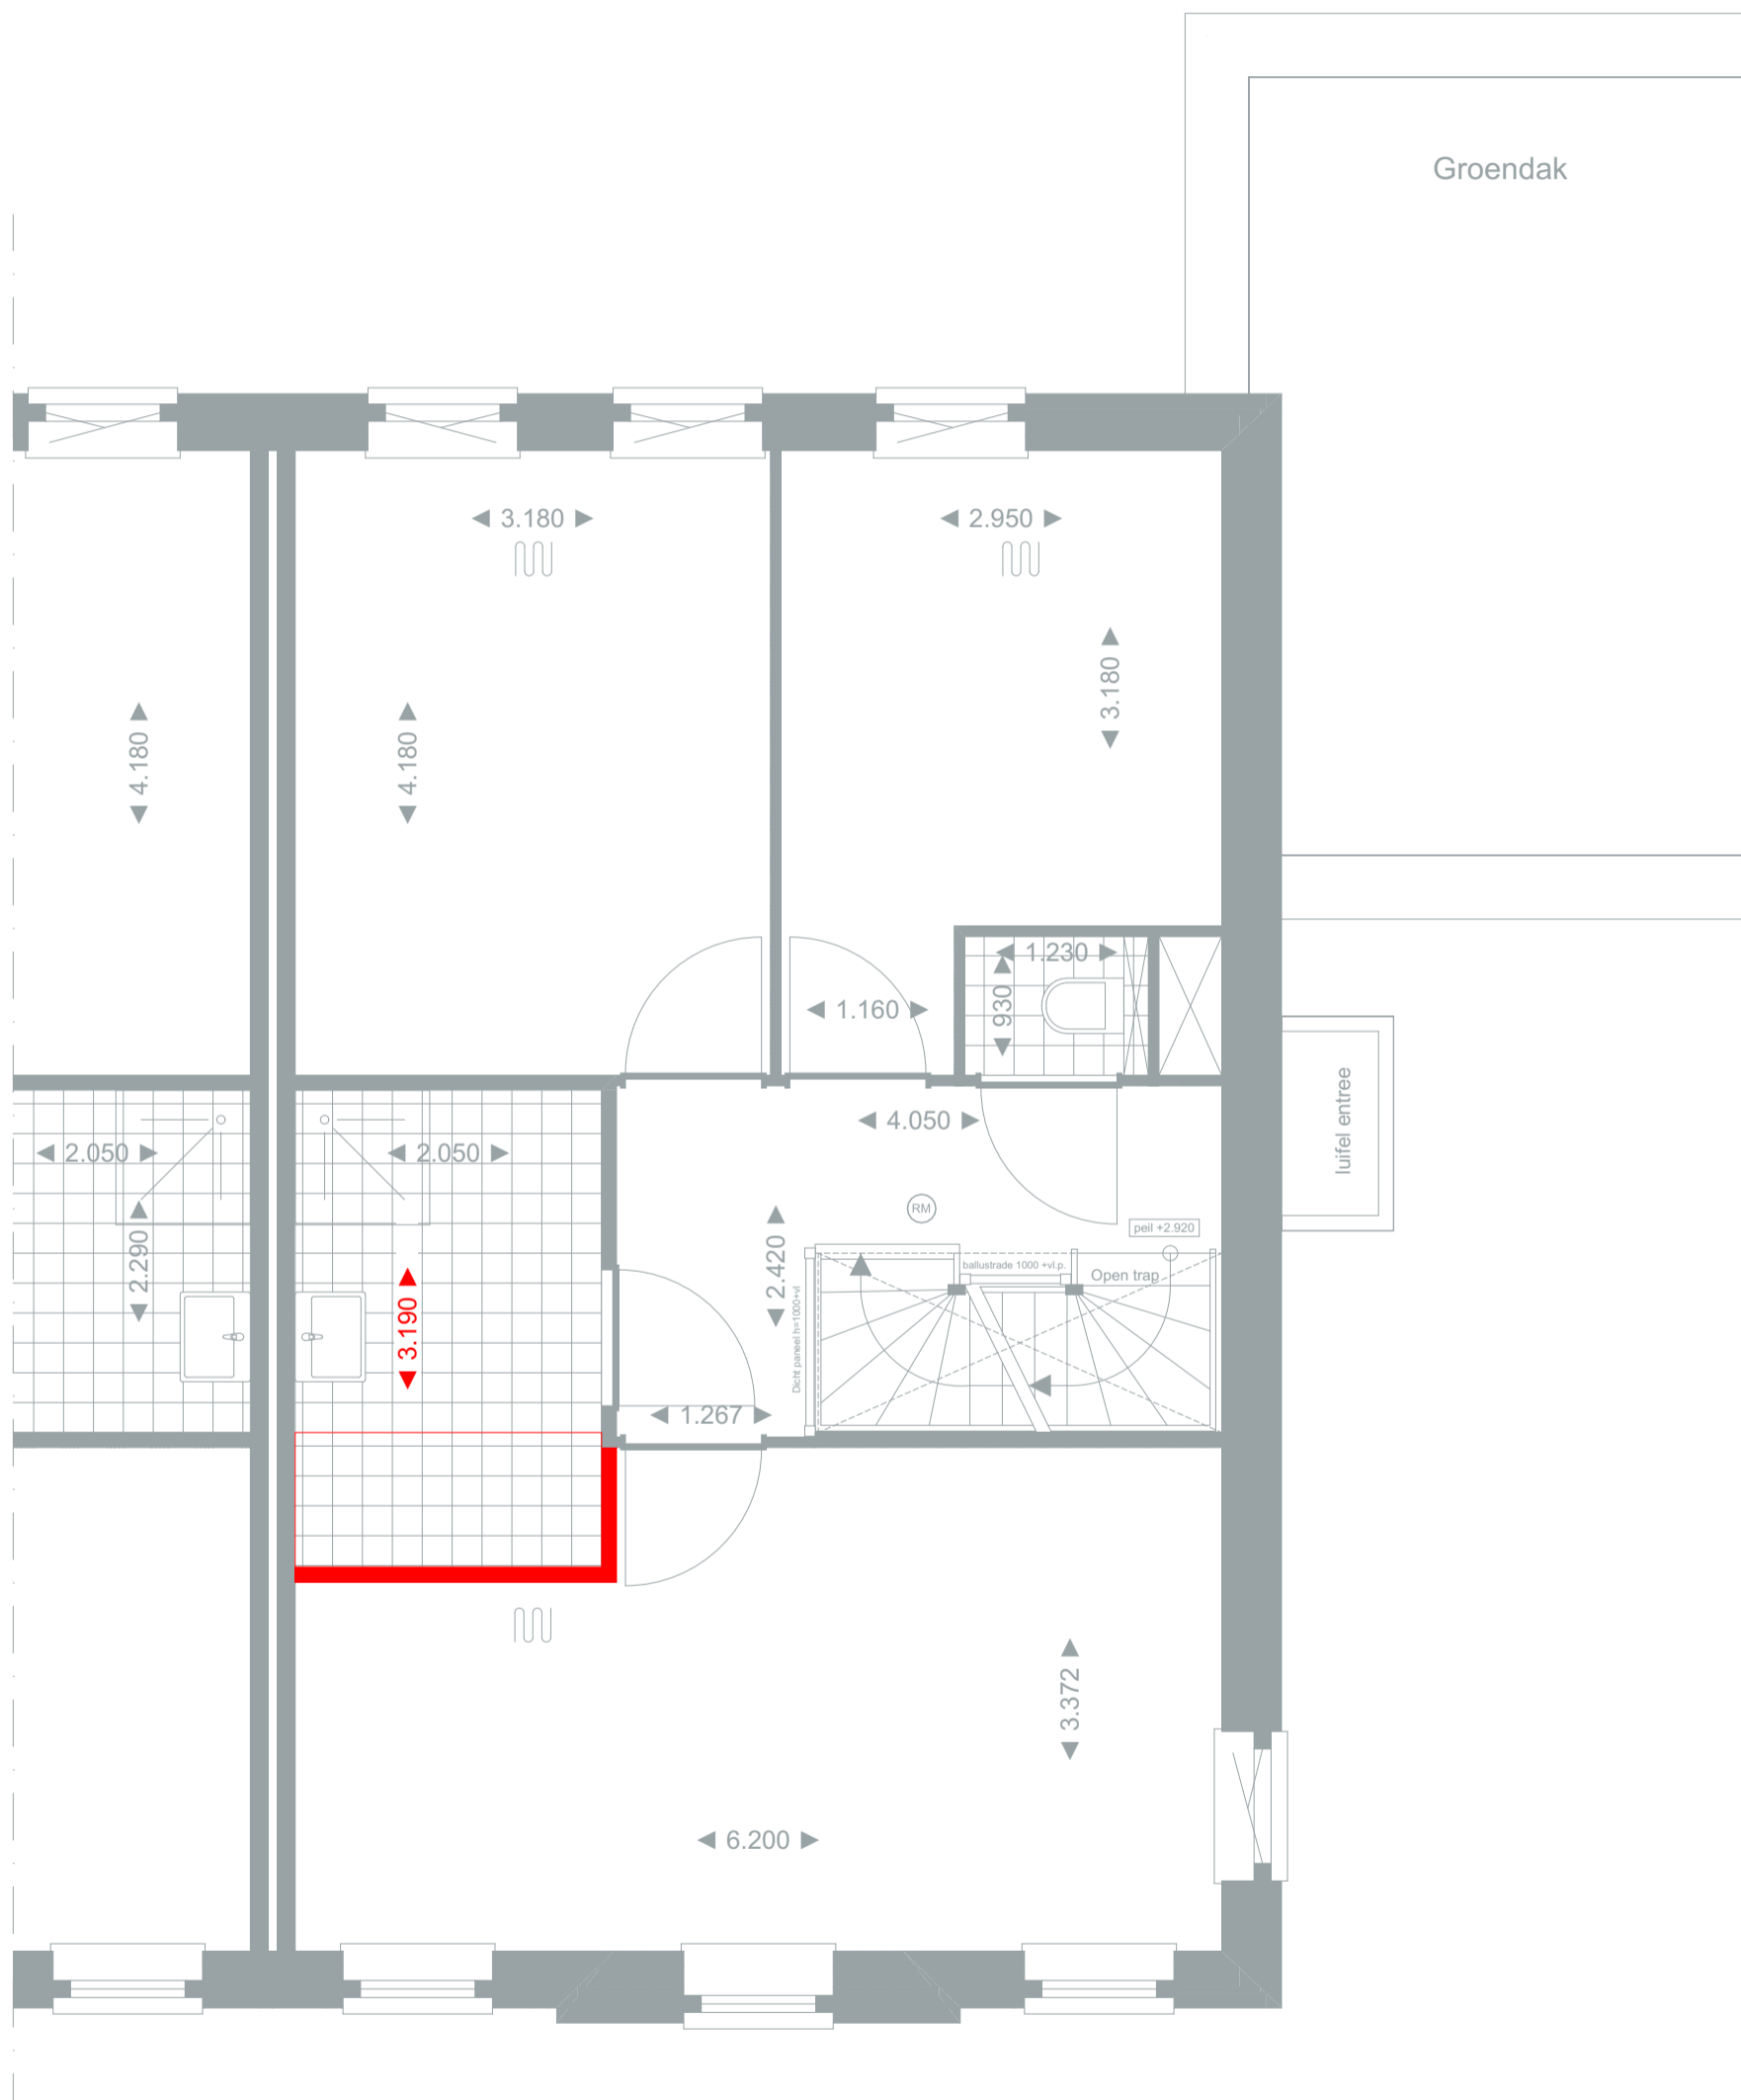 Groendak
3.180
2.950
3.180
4.180
4.180
1.230
930
1.160
luifel entree
4.050
2.050
2.050
RM
peil +2.920
2.290
2.420
ballustrade 1000 +vl.p.
Open trap
3.190
Dicht paneel h=1000+vl
1.267
3.372
6.200